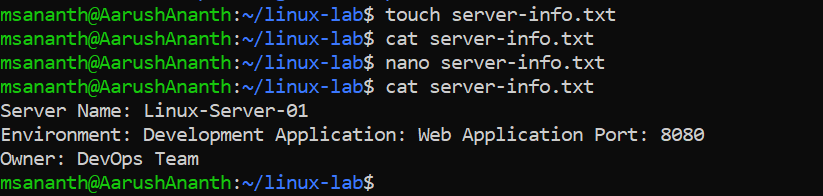 msananth@AarushAnanth:~/linux-lab$ touch server-info.txt
msananth@AarushAnanth:~/linux-lab$ cat server-info.txt
msananth@AarushAnanth:~/linux-lab$ nano server-info.txt
msananth@AarushAnanth:~/linux-lab$ cat server-info.txt
Server Name: Linux-Server-01
Environment: Development Application: Web Application Port: 8080
Owner: DevOps Team
msananth@AarushAnanth:~/linux-lab$